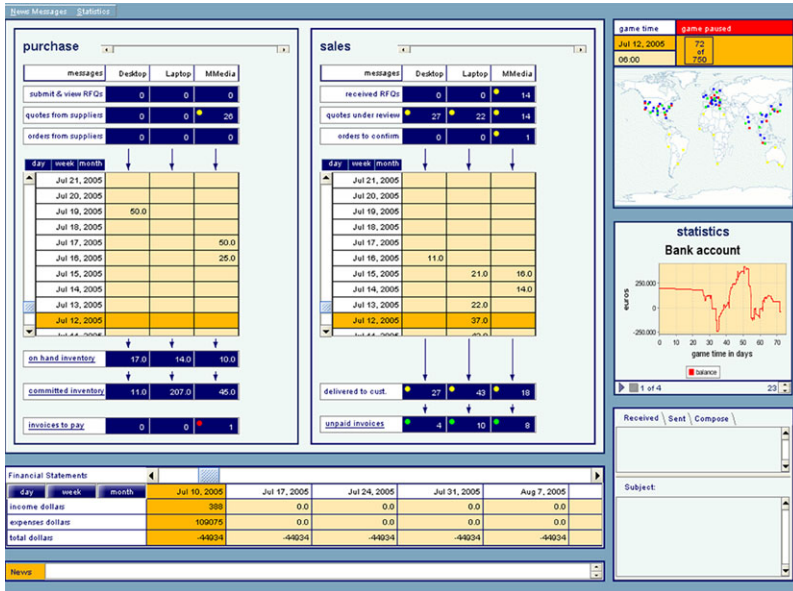 News Messages Statistics
purchase
messages Desktop Laptop MMedia
submit & view RFQs 0 0 0
quotes from suppliers 0 0 26
orders from suppliers 0 0 0
day week month
Jul 21, 2005
Jul 20, 2005
Jul 19, 2005 50.0
Jul 18, 2005
Jul 17, 2005 50.0
Jul 16, 2005 25.0
Jul 15, 2005
Jul 14, 2005
Jul 13, 2005
Jul 12, 2005
on hand inventory 17.0 14.0 10.0
committed inventory 11.0 207.0 45.0
invoices to pay 0 0 1
sales
messages Desktop Laptop MMedia
received RFQs 0 0 14
quotes under review 27 22 14
orders to confirm 0 0 1
day week month
Jul 21, 2005
Jul 20, 2005
Jul 19, 2005
Jul 18, 2005
Jul 17, 2005
Jul 16, 2005 11.0
Jul 15, 2005 21.0 16.0
Jul 14, 2005 14.0
Jul 13, 2005 22.0
Jul 12, 2005 37.0
delivered to cust. 27 43 18
unpaid invoices 4 10 8
game time game paused
Jul 12, 2005 72
of
06:00 750
statistics
Bank account
euros
250.000
0
-250.000
0 10 20 30 40 50 60 70
game time in days
balance
1 of 4 23
Received Sent Compose
Subject:
Financial Statements
day week month Jul 10, 2005 Jul 17, 2005 Jul 24, 2005 Jul 31, 2005 Aug 7, 2005
income dollars 388 0.0 0.0 0.0 0.0
expenses dollars 109075 0.0 0.0 0.0 0.0
total dollars -44934 -44934 -44934 -44934 -44934
News